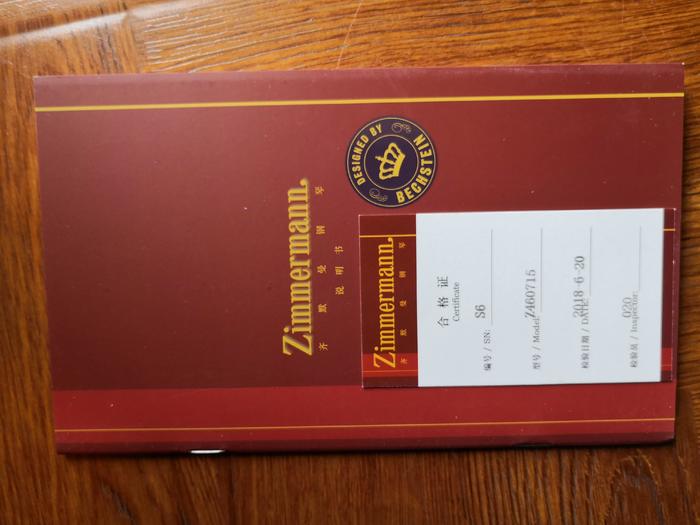 DESIGNED BY
BECHSTEIN
Zimmermann
齐 默 曼 钢 琴
说 明 书
Zimmermann
齐 默 曼 钢 琴
合 格 证
Certificate
编号 / SN: S6
型号 / Model: Z460715
检验日期 / DATE: 2018-6-20
检验员 / Inspector: 020